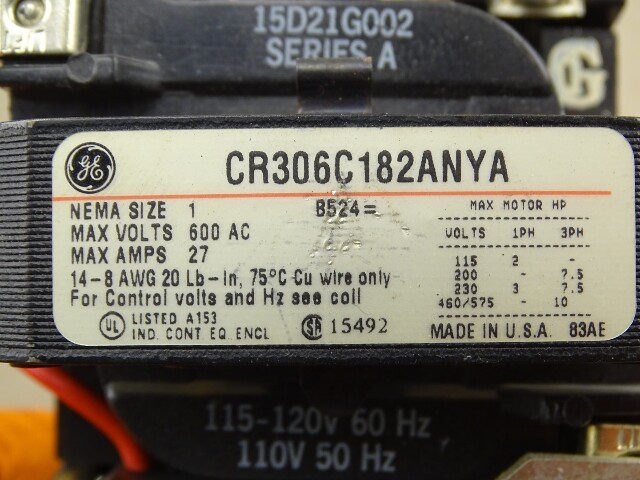 15D21G002
SERIES A
G
GE
CR306C182ANYA
NEMA SIZE 1 B524=
MAX VOLTS 600 AC
MAX AMPS 27
14-8 AWG 20 Lb-In, 75°C Cu wire only
For Control volts and Hz see coil
UL LISTED A153
IND. CONT. EQ. ENCL
SA 15492
MAX MOTOR HP
VOLTS 1PH 3PH
115 2 -
200 - 7.5
230 3 7.5
460/575 - 10
MADE IN U.S.A. 83AE
115-120v 60 Hz
110V 50 Hz